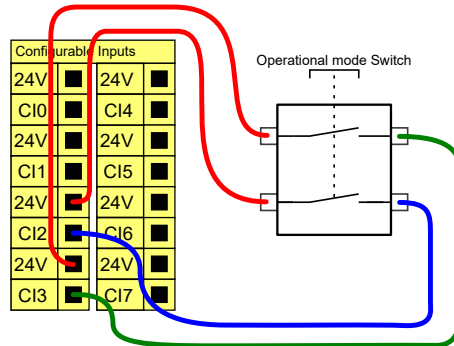 Configurable Inputs
Operational mode Switch
24V 24V
CI0 CI4
24V 24V
CI1 CI5
24V 24V
CI2 CI6
24V 24V
CI3 CI7